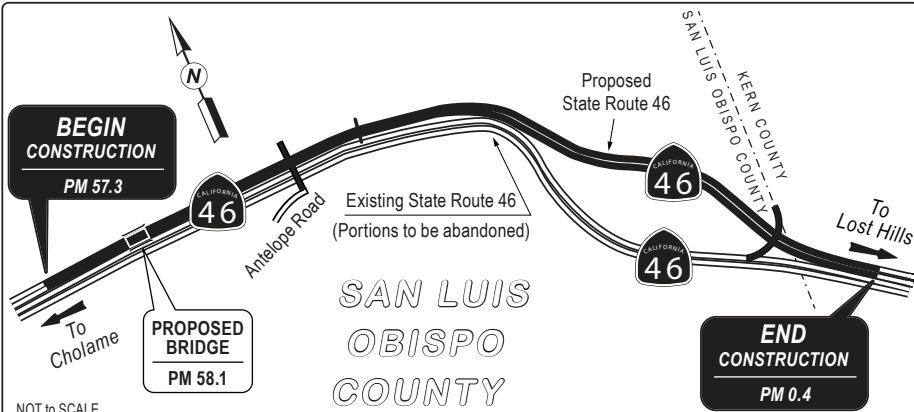 N
BEGIN
CONSTRUCTION
PM 57.3
CALIFORNIA
46
Antelope Road
Existing State Route 46
(Portions to be abandoned)
Proposed
State Route 46
CALIFORNIA
46
CALIFORNIA
46
SAN LUIS OBISPO COUNTY
KERN COUNTY
To
Lost Hills
To
Cholame
PROPOSED
BRIDGE
PM 58.1
SAN LUIS
OBISPO
COUNTY
END
CONSTRUCTION
PM 0.4
NOT to SCALE